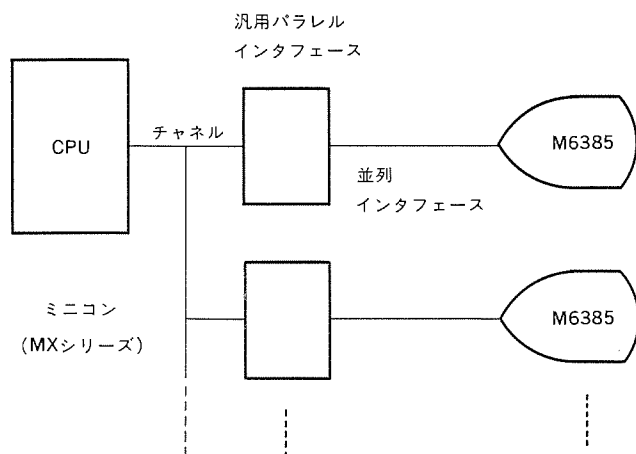 汎用パラレル
インタフェース
CPU
チャネル
M6385
並列
インタフェース
ミニコン
(MXシリーズ)
M6385